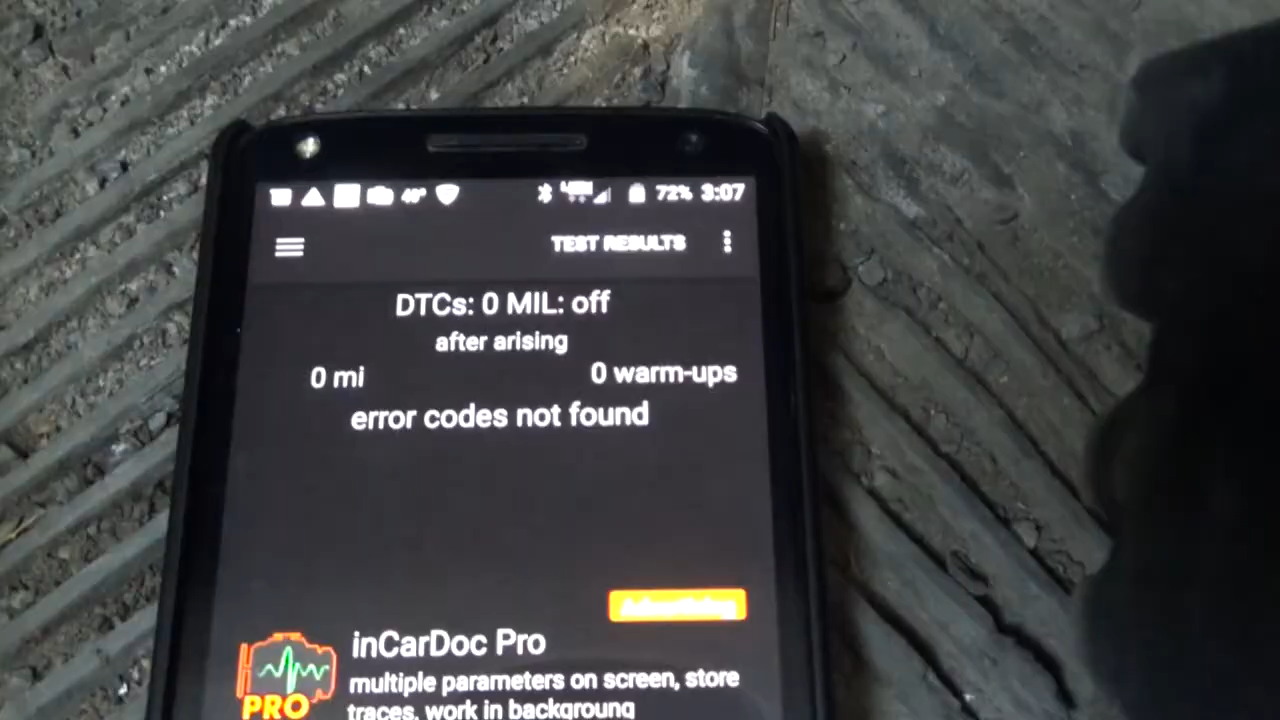 72% 3:07
TEST RESULTS
DTCs: 0 MIL: off
after arising
0 mi 0 warm-ups
error codes not found
Advertising
inCarDoc Pro
multiple parameters on screen, store
traces, work in background
PRO